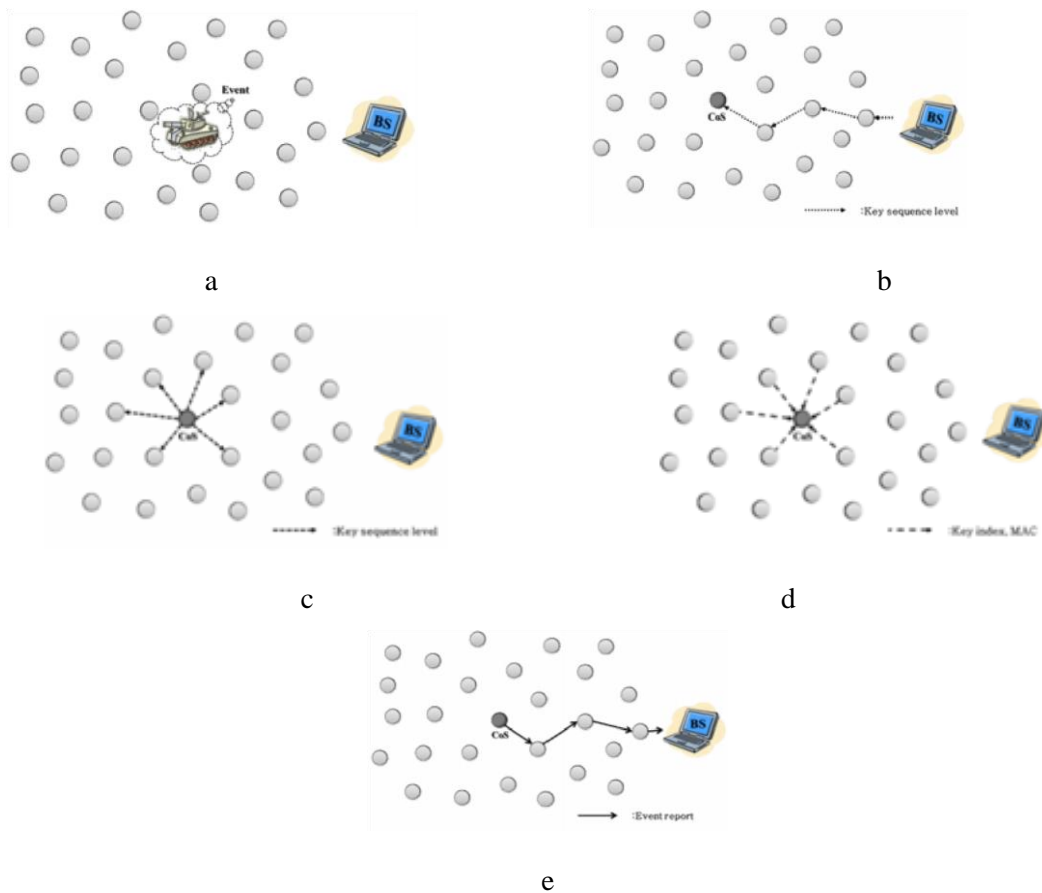 Event
BS
a
BS
CoS
:Key sequence level
b
CoS
BS
:Key sequence level
c
CoS
BS
:Key index, MAC
d
CoS
BS
:Event report
e